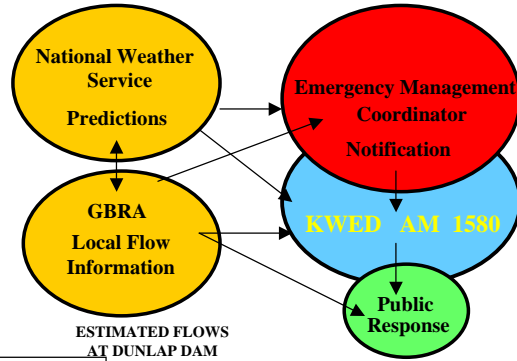 National Weather
Service
Predictions
Emergency Management
Coordinator
Notification
GBRA
Local Flow
Information
KWED AM 1580
Public
Response
ESTIMATED FLOWS
AT DUNLAP DAM